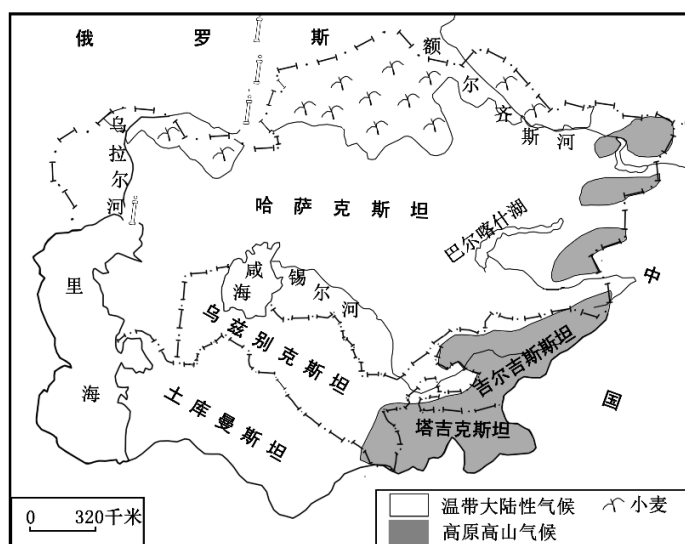 俄罗斯
额尔齐斯河
乌拉尔河
哈萨克斯坦
巴尔喀什湖
中国
里海
咸海
锡尔河
乌兹别克斯坦
吉尔吉斯斯坦
土库曼斯坦
塔吉克斯坦
0 320千米
温带大陆性气候
小麦
高原高山气候